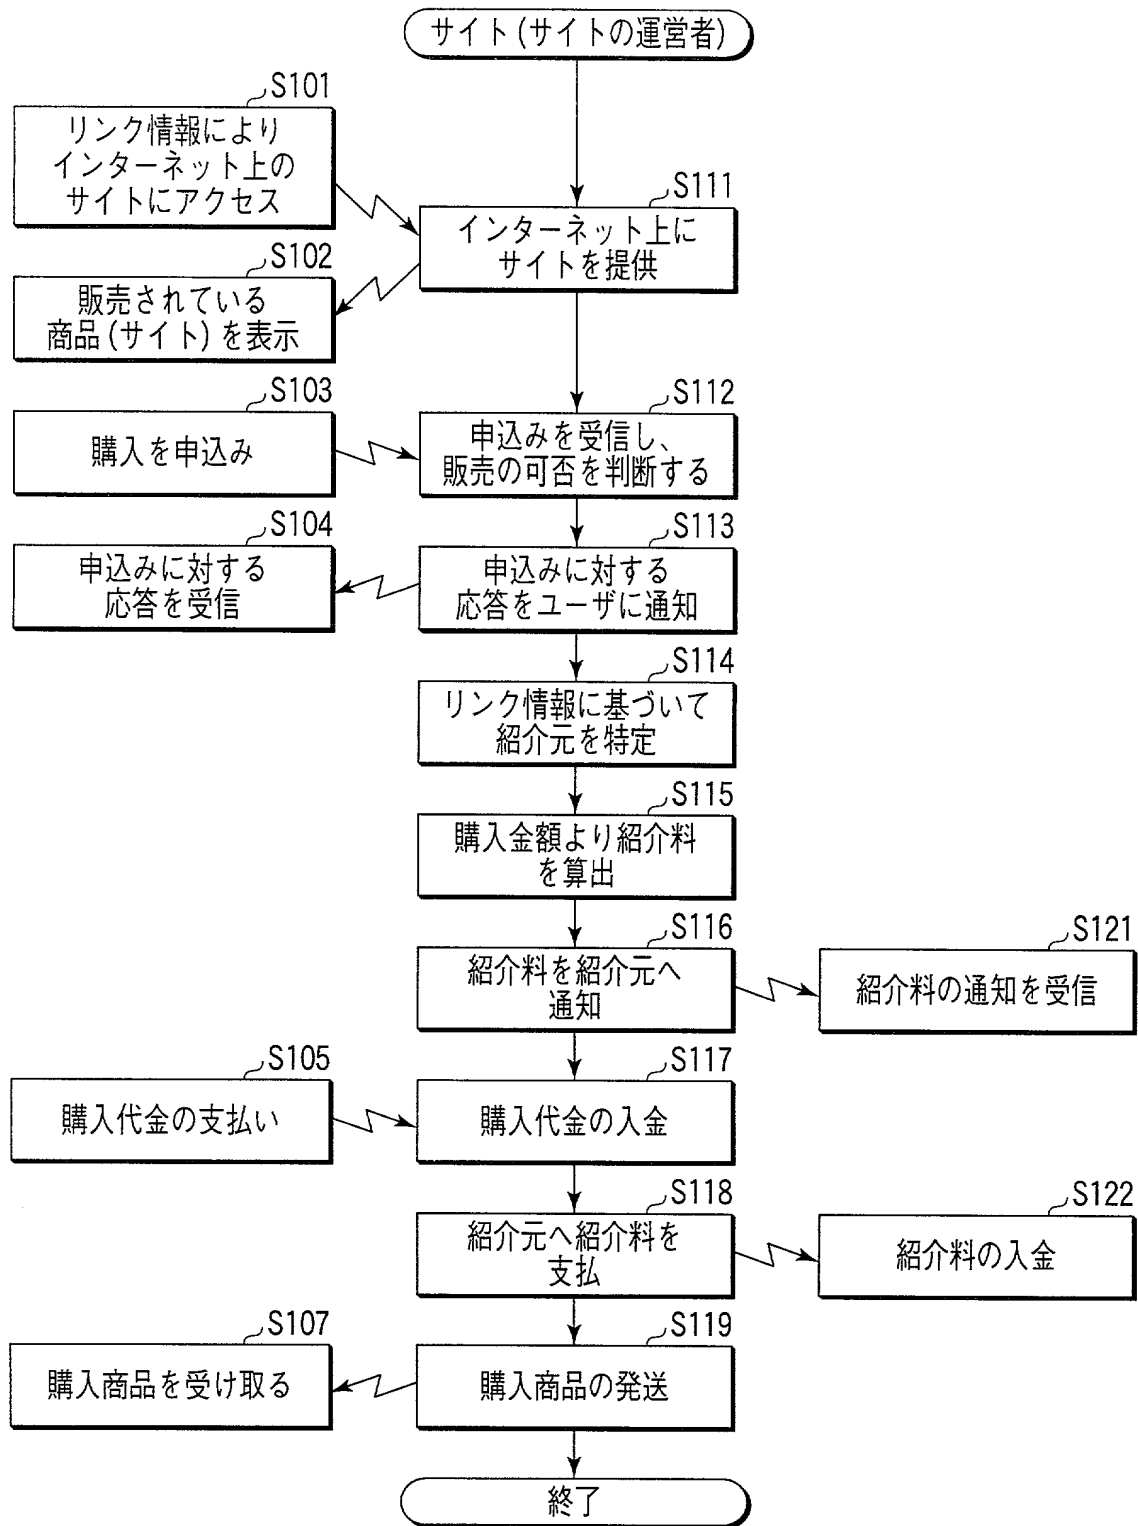 サイト(サイトの運営者)
S101
リンク情報により
インターネット上の
サイトにアクセス
S111
インターネット上に
サイトを提供
S102
販売されている
商品(サイト)を表示
S103
購入を申込み
S112
申込みを受信し、
販売の可否を判断する
S104
申込みに対する
応答を受信
S113
申込みに対する
応答をユーザに通知
S114
リンク情報に基づいて
紹介元を特定
S115
購入金額より紹介料
を算出
S116
紹介料を紹介元へ
通知
S121
紹介料の通知を受信
S105
購入代金の支払い
S117
購入代金の入金
S118
紹介元へ紹介料を
支払
S122
紹介料の入金
S107
購入商品を受け取る
S119
購入商品の発送
終了